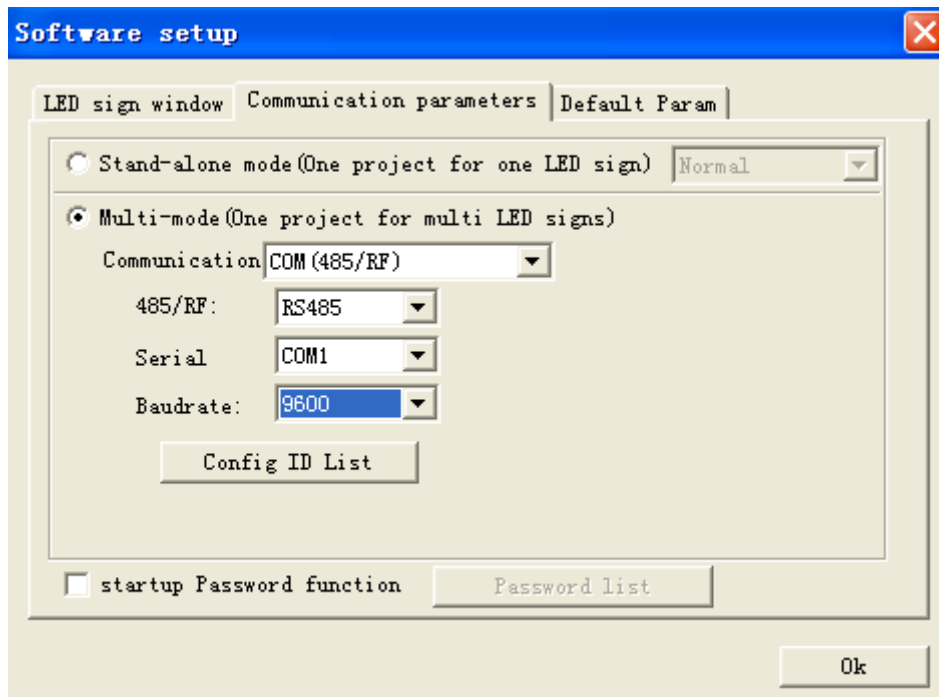 Software setup
LED sign window Communication parameters Default Param
Stand-alone mode(One project for one LED sign) Normal
Multi-mode(One project for multi LED signs)
Communication COM(485/RF)
485/RF: RS485
Serial COM1
Baudrate: 9600
Config ID List
startup Password function Password list
Ok